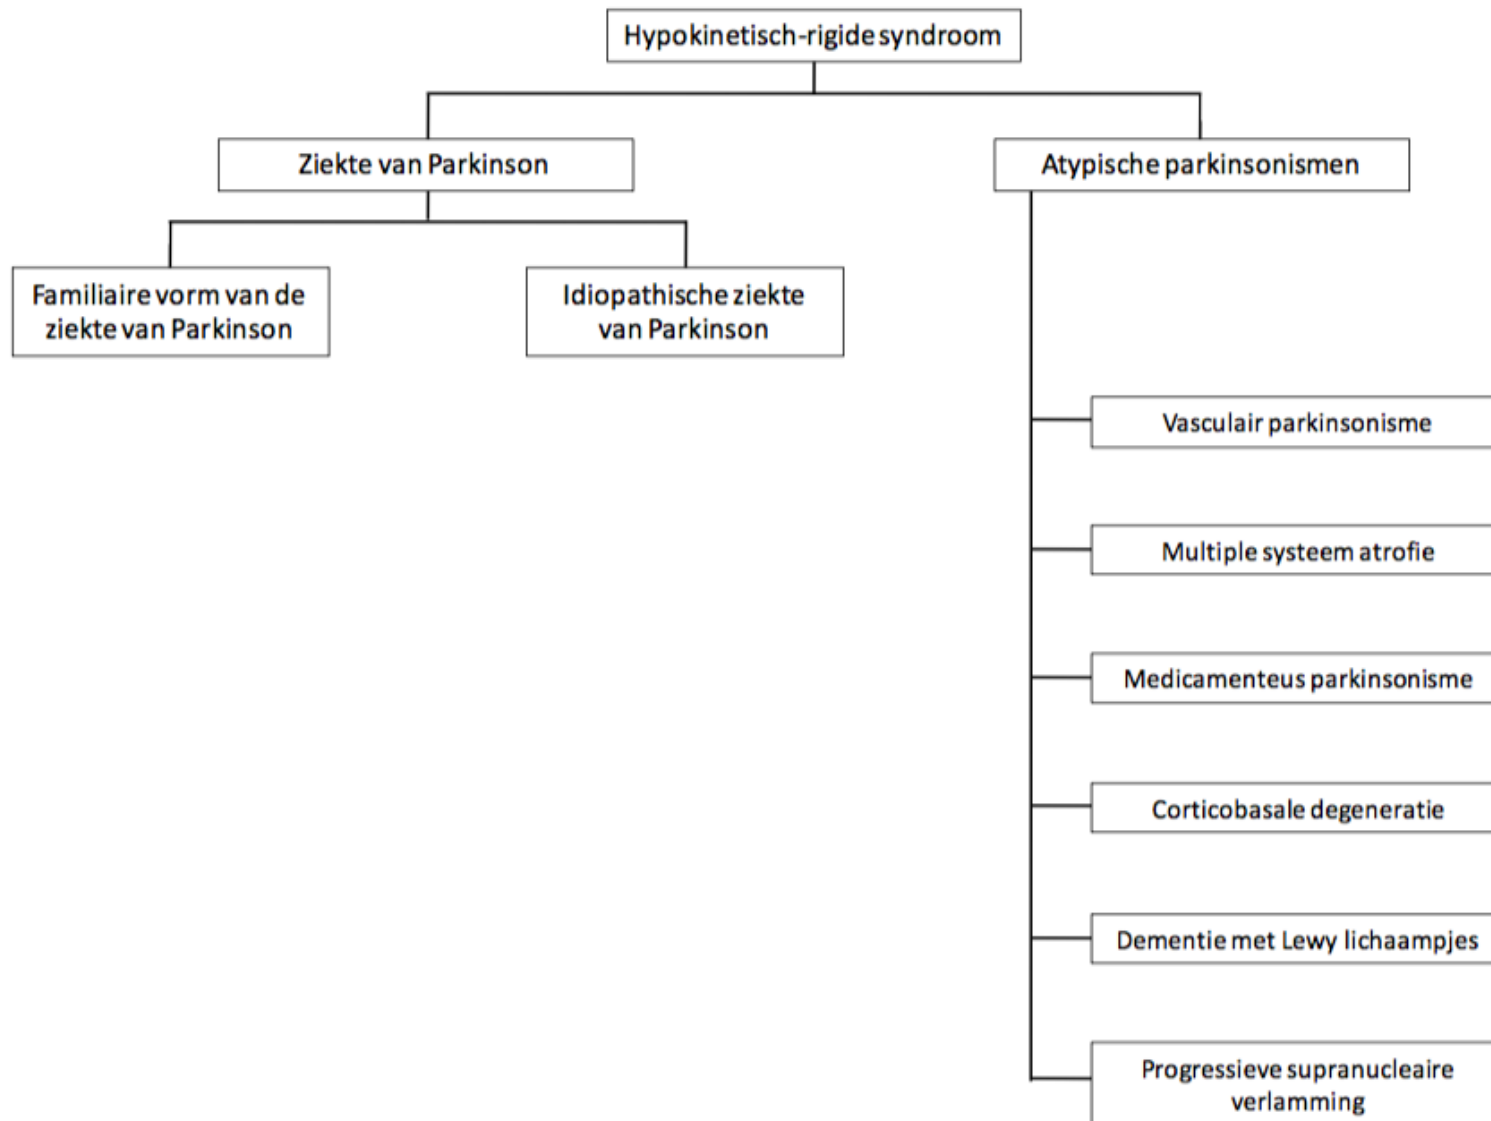 Hypokinetisch-rigide syndroom
Ziekte van Parkinson
Atypische parkinsonismen
Familiaire vorm van de
ziekte van Parkinson
Idiopathische ziekte
van Parkinson
Vasculair parkinsonisme
Multiple systeem atrofie
Medicamenteus parkinsonisme
Corticobasale degeneratie
Dementie met Lewy lichaampjes
Progressieve supranucleaire
verlamming